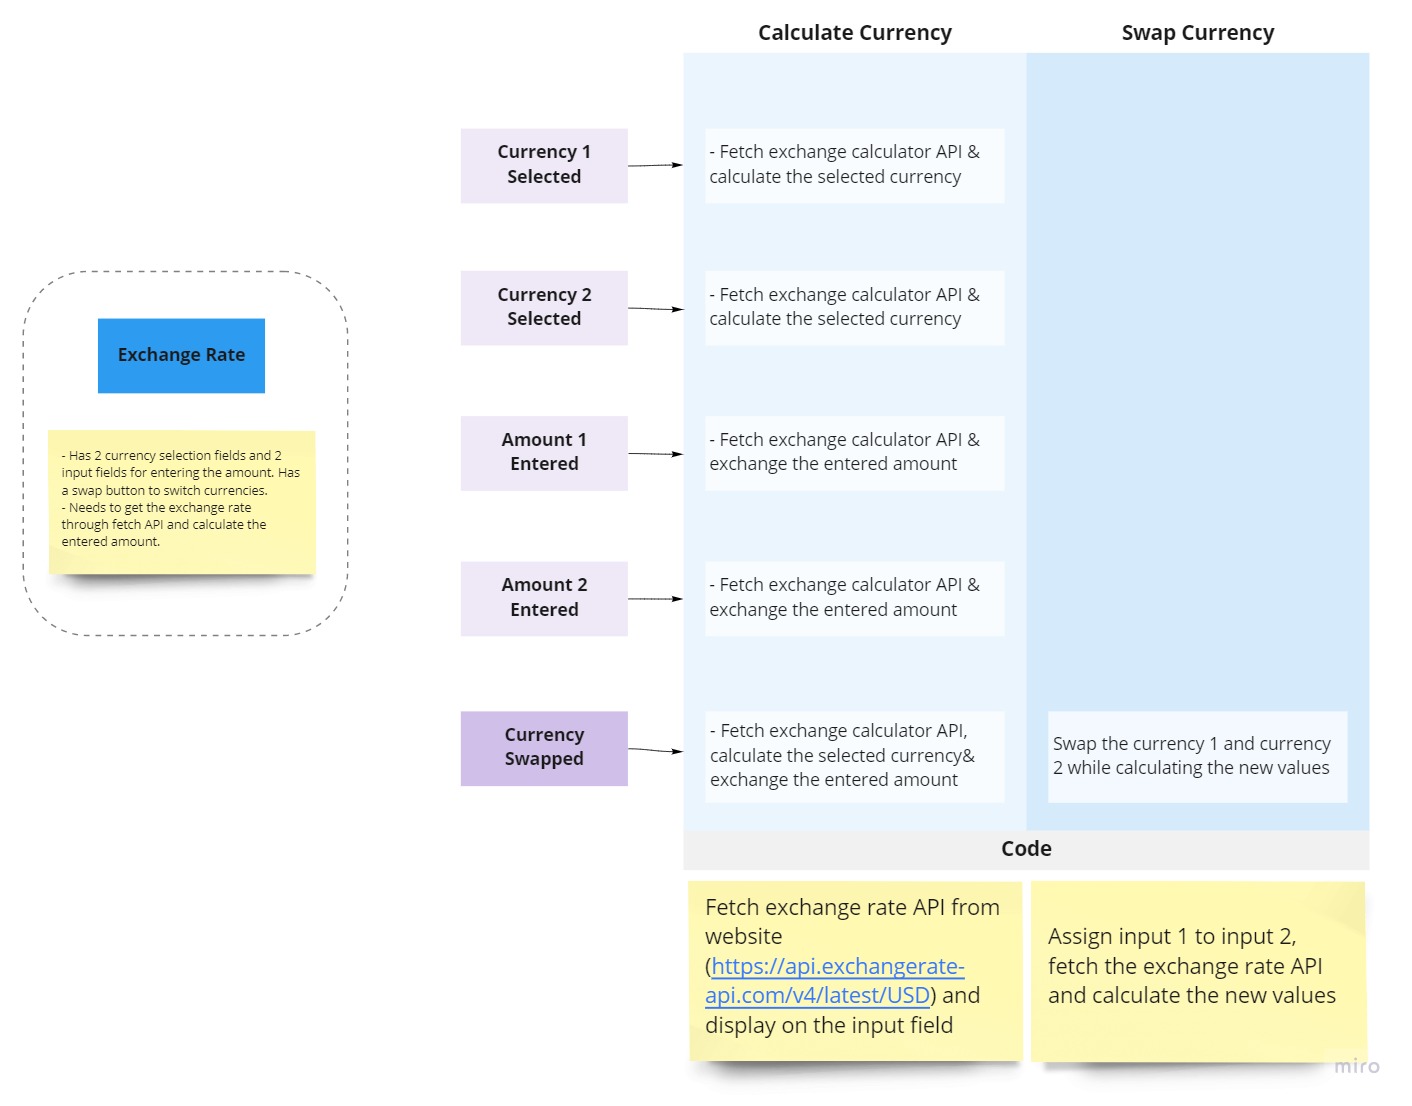 Calculate Currency
Swap Currency
Currency 1
Selected
- Fetch exchange calculator API &
calculate the selected currency
Currency 2
Selected
- Fetch exchange calculator API &
calculate the selected currency
Exchange Rate
- Has 2 currency selection fields and 2
input fields for entering the amount. Has
a swap button to switch currencies.
- Needs to get the exchange rate
through fetch API and calculate the
entered amount.
Amount 1
Entered
- Fetch exchange calculator API &
exchange the entered amount
Amount 2
Entered
- Fetch exchange calculator API &
exchange the entered amount
Currency
Swapped
- Fetch exchange calculator API,
calculate the selected currency&
exchange the entered amount
Swap the currency 1 and currency
2 while calculating the new values
Code
Fetch exchange rate API from
website
(https://api.exchangerate-
api.com/v4/latest/USD) and
display on the input field
Assign input 1 to input 2,
fetch the exchange rate API
and calculate the new values
miro